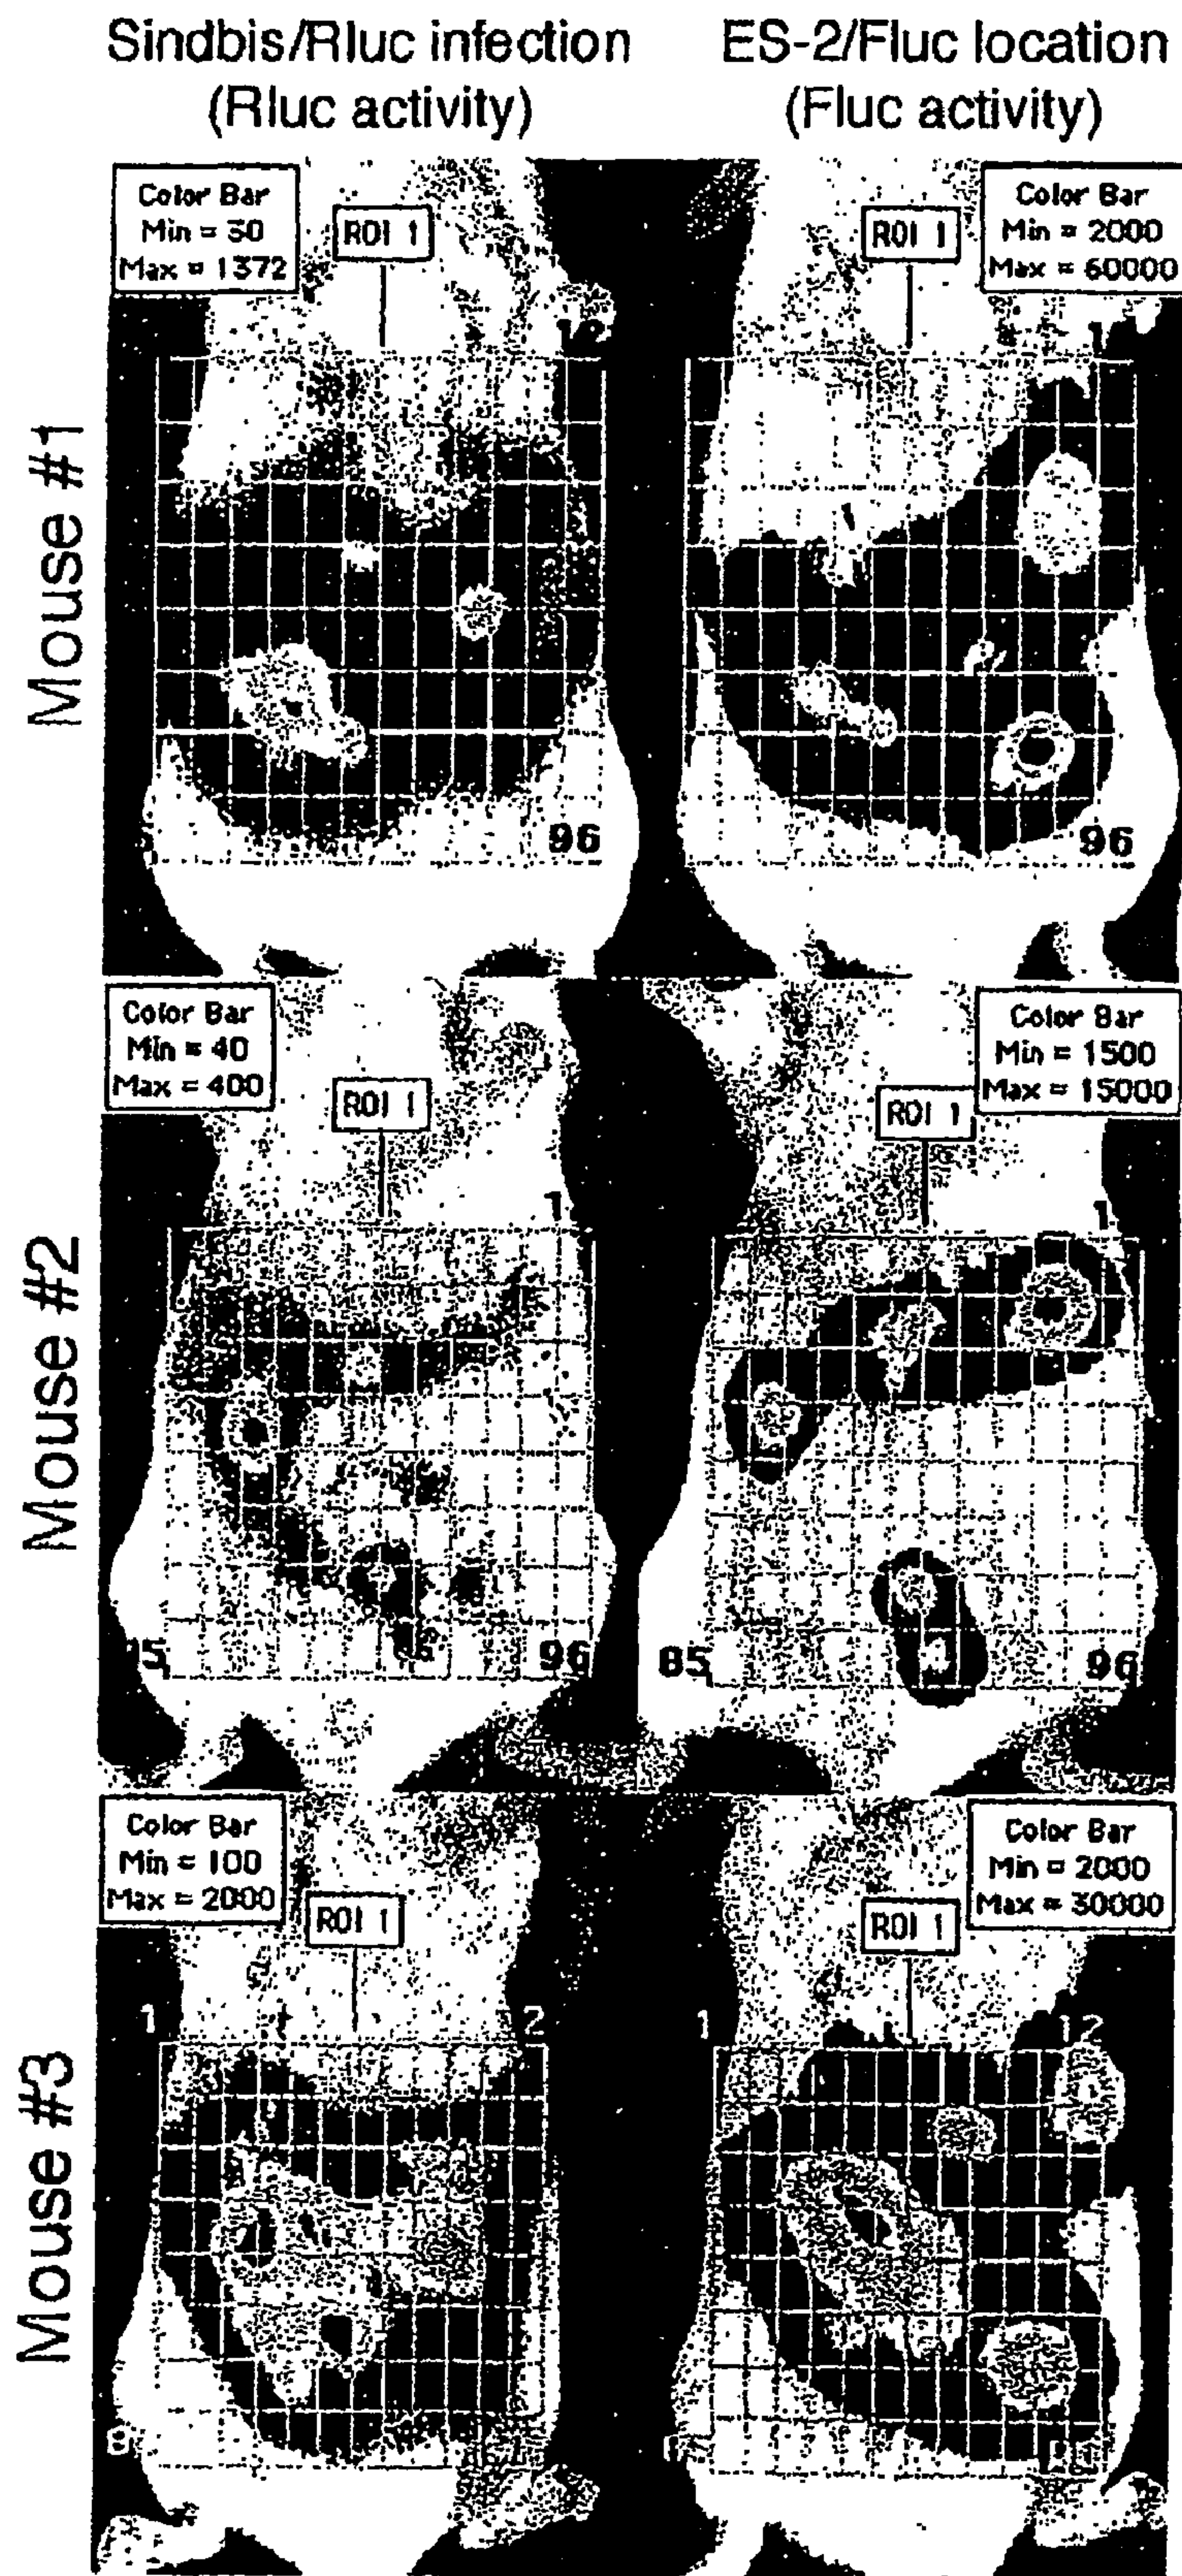 Sindbis/Rluc infection
(Rluc activity)
ES-2/Fluc location
(Fluc activity)
Mouse #1
Color Bar
Min = 30
Max = 1372
ROI 1
96
Color Bar
Min = 2000
Max = 60000
ROI 1
1
96
Mouse #2
Color Bar
Min = 40
Max = 400
ROI 1
1
96
Color Bar
Min = 1500
Max = 15000
ROI 1
1
85
96
Mouse #3
Color Bar
Min = 100
Max = 2000
ROI 1
1
2
Color Bar
Min = 2000
Max = 30000
ROI 1
1
12